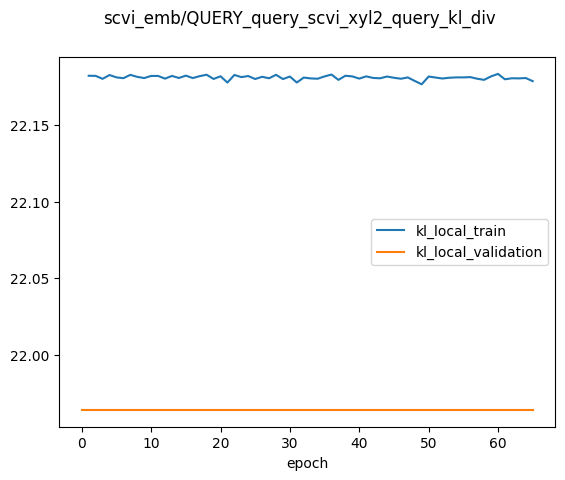 scvi_emb/QUERY_query_scvi_xyl2_query_kl_div
22.15
22.10
22.05
22.00
kl_local_train
kl_local_validation
0 10 20 30 40 50 60
epoch